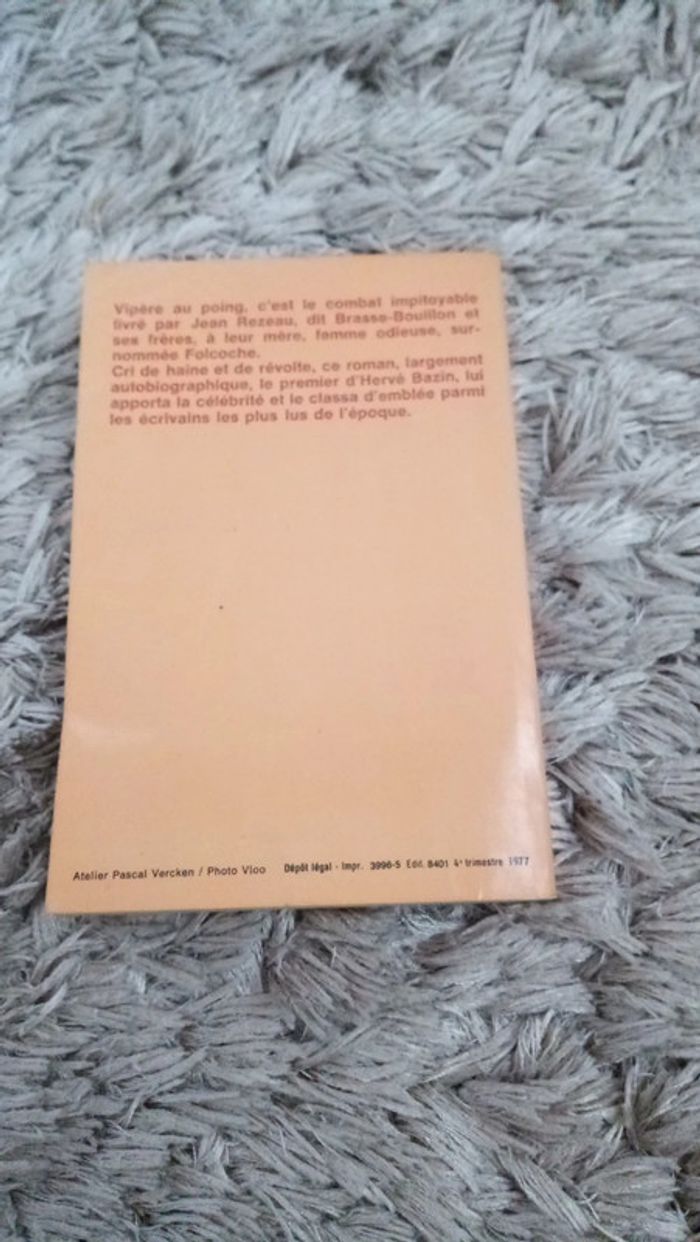 Vipère au poing, c'est le combat impitoyable
livré par Jean Rezeau, dit Brasse-Bouillon et
ses frères, à leur mère, femme odieuse, sur-
nommée Folcoche.
Cri de haine et de révolte, ce roman, largement
autobiographique, le premier d'Hervé Bazin, lui
apporta la célébrité et le classa d'emblée parmi
les écrivains les plus lus de l'époque.
Atelier Pascal Vercken / Photo Vloo Dépôt légal - Impr. 3996-5 Edit. 8401 4e trimestre 1977